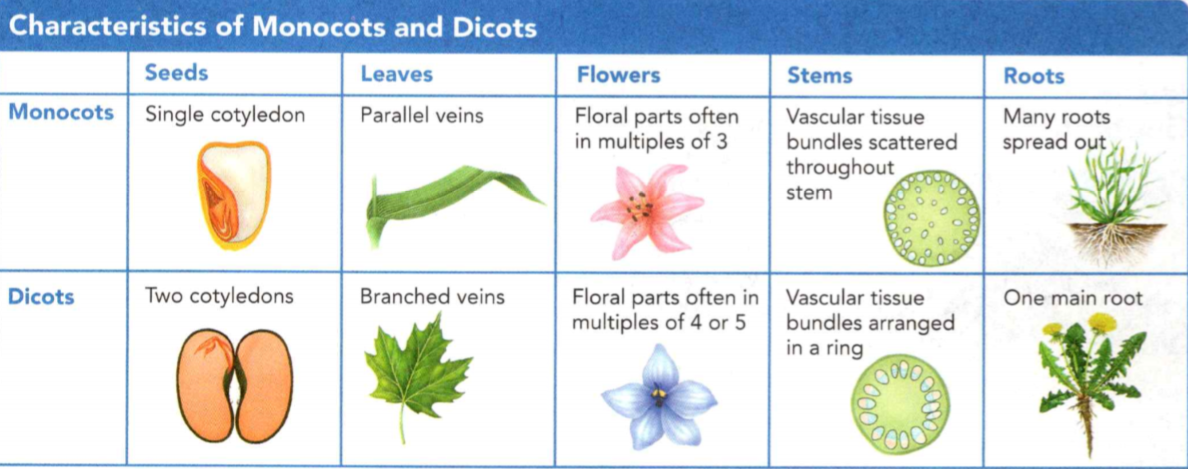 Characteristics of Monocots and Dicots
Seeds
Leaves
Flowers
Stems
Roots
Monocots
Single cotyledon
Parallel veins
Floral parts often
in multiples of 3
Vascular tissue
bundles scattered
throughout
stem
Many roots
spread out
Dicots
Two cotyledons
Branched veins
Floral parts often in
multiples of 4 or 5
Vascular tissue
bundles arranged
in a ring
One main root